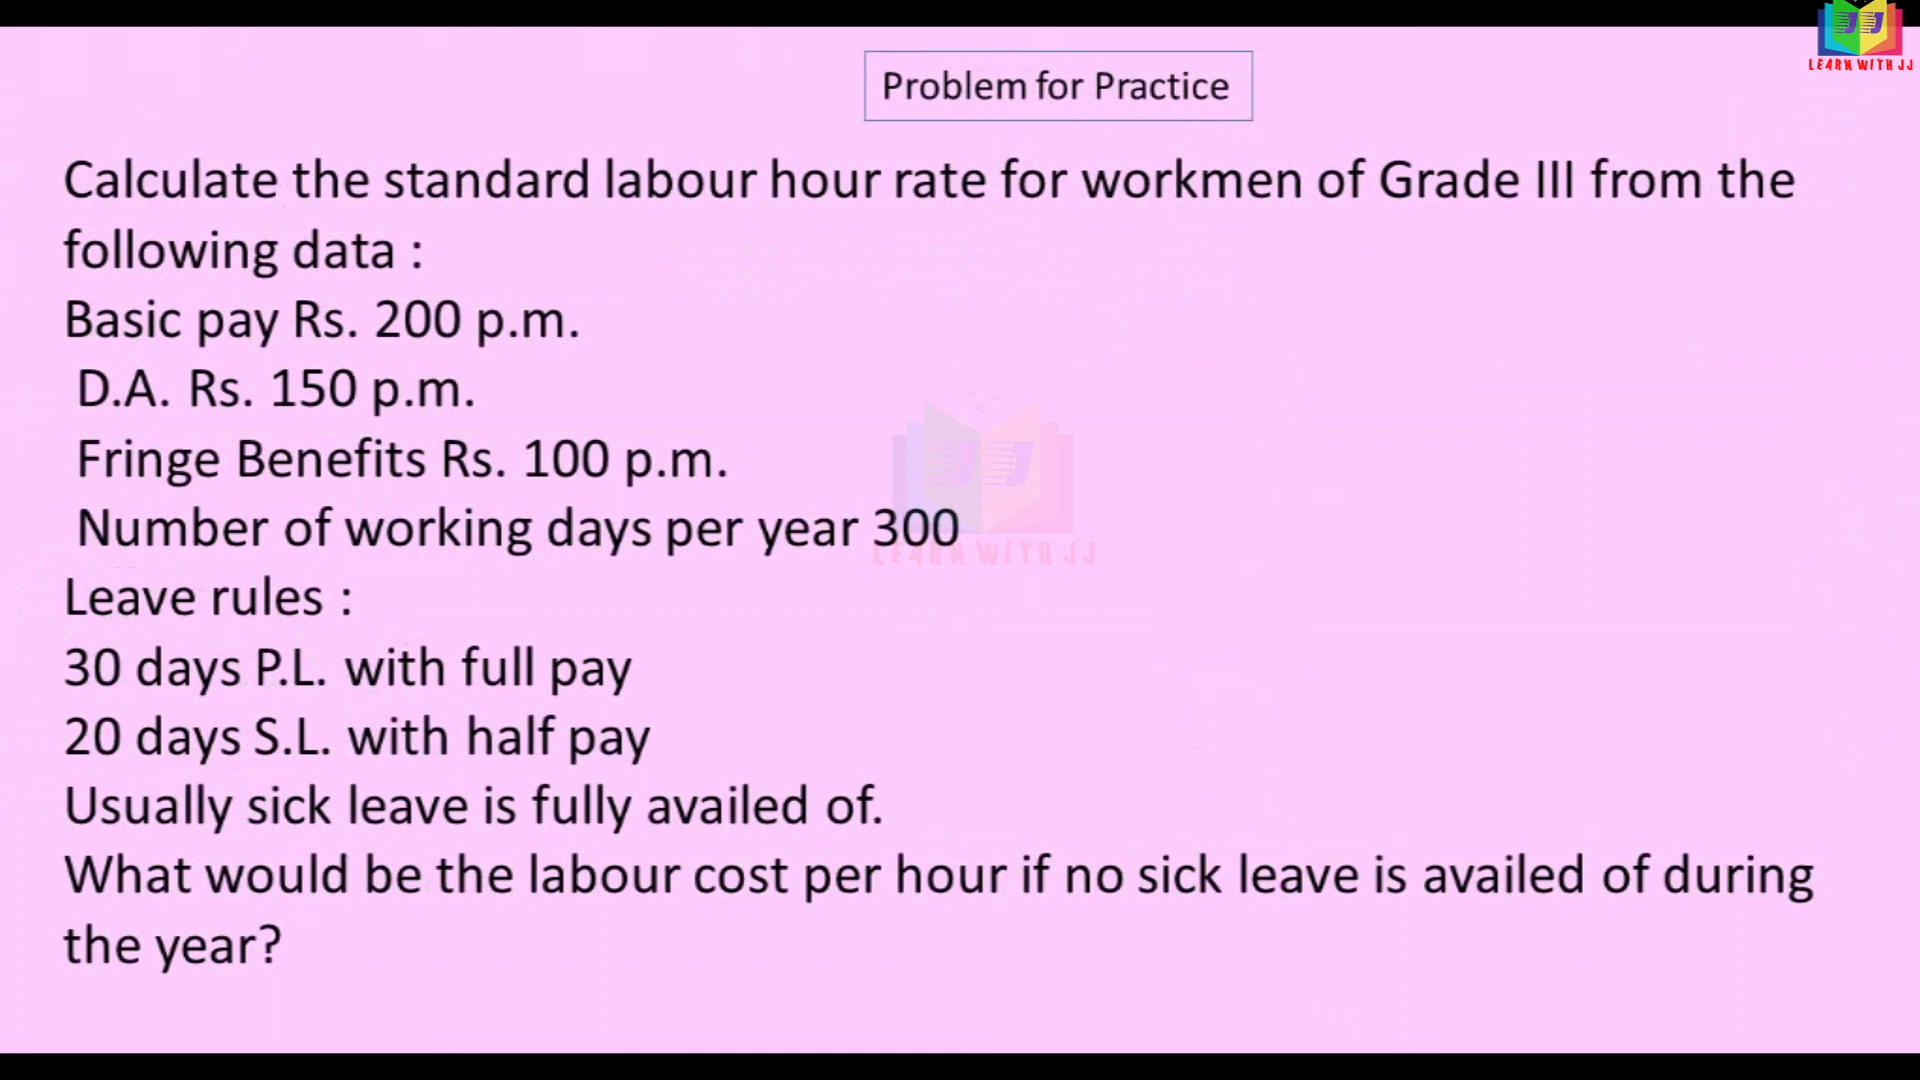 LEARN WITH JJ
Problem for Practice
Calculate the standard labour hour rate for workmen of Grade III from the
following data :
Basic pay Rs. 200 p.m.
D.A. Rs. 150 p.m.
Fringe Benefits Rs. 100 p.m.
Number of working days per year 300
LEARN WITH JJ
Leave rules :
30 days P.L. with full pay
20 days S.L. with half pay
Usually sick leave is fully availed of.
What would be the labour cost per hour if no sick leave is availed of during
the year?